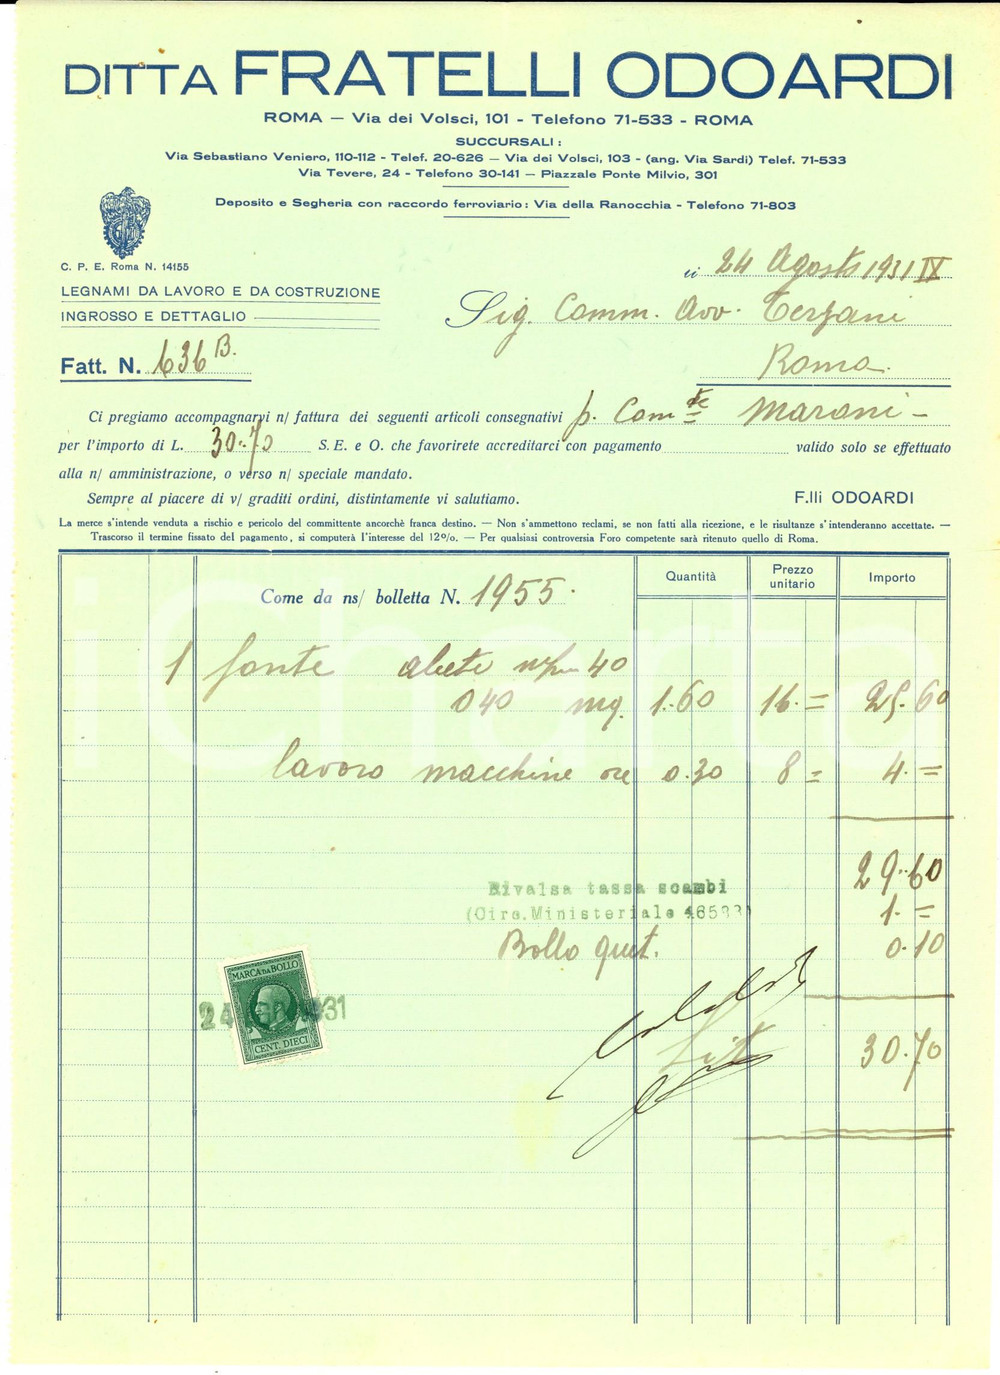 DITTA FRATELLI ODOARDI
ROMA — Via dei Volsci, 101 - Telefono 71-533 - ROMA
SUCCURSALI :
Via Sebastiano Veniero, 110-112 - Telef. 20-626 — Via dei Volsci, 103 - (ang. Via Sardi) Telef. 71-533
Via Tevere, 24 - Telefono 30-141 — Piazzale Ponte Milvio, 301
Deposito e Segheria con raccordo ferroviario: Via della Ranocchia - Telefono 71-803
C. P. E. Roma N. 14155
LEGNAMI DA LAVORO E DA COSTRUZIONE
INGROSSO E DETTAGLIO
li 24 Agosto 1931 IX
Sig. Comm. Avv. Terzani
Roma
Fatt. N. 636 B.
Ci pregiamo accompagnarvi n/ fattura dei seguenti articoli consegnativi p. Com te Marani -
per l'importo di L. 30.70 S. E. e O. che favorirete accreditarci con pagamento valido solo se effettuato
alla n/ amministrazione, o verso n/ speciale mandato.
Sempre al piacere di v/ graditi ordini, distintamente vi salutiamo.
F.lli ODOARDI
La merce s'intende venduta a rischio e pericolo del committente ancorchè franca destino. — Non s'ammettono reclami, se non fatti alla ricezione, e le risultanze s'intenderanno accettate. —
Trascorso il termine fissato del pagamento, si computerà l'interesse del 12%. — Per qualsiasi controversia Foro competente sarà ritenuto quello di Roma.
Quantità Prezzo unitario Importo
Come da ns/ bolletta N. 1955.
1 fonte abete 40
040 mq. 1.60 16.= 25.60
lavoro macchine ore 0.30 8= 4.=
29.60
Rivalsa tassa scambi
(Circ. Ministeriale 46583) 1.=
Bollo quit. 0.10
30.70
MARCA DA BOLLO
CENT. DIECI
24 1931
iCharta